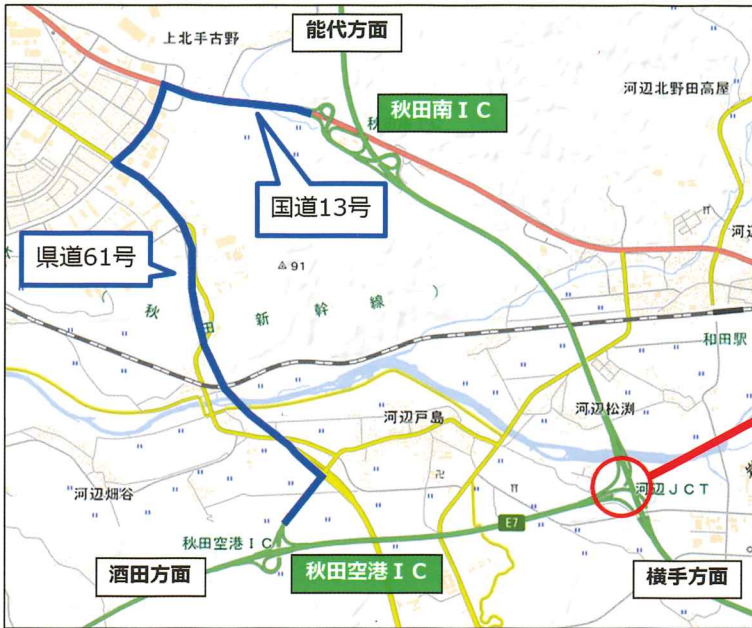 上北手古野
能代方面
河辺北野田高屋
秋田南ＩＣ
秋
国道13号
河辺
県道61号
91
（秋田新幹線）
和田駅
河辺松渕
河辺戸島
河辺畑谷
河辺ＪＣＴ
E7
秋田空港ＩＣ
秋田空港ＩＣ
酒田方面
横手方面